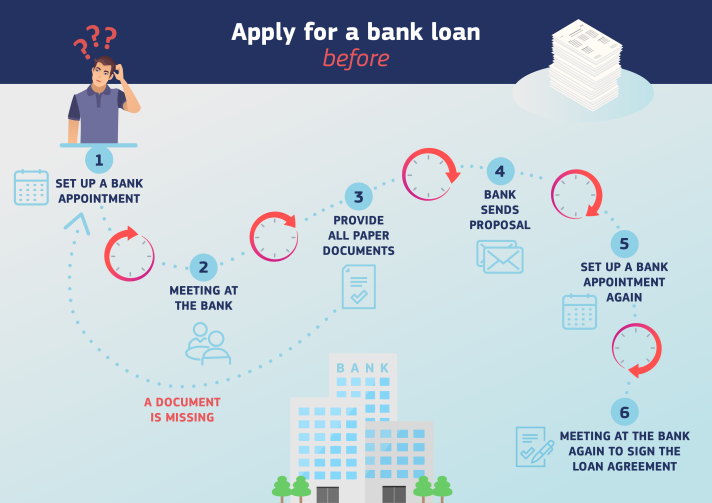 Apply for a bank loan
before
???
1
SET UP A BANK
APPOINTMENT
2
MEETING AT
THE BANK
3
PROVIDE
ALL PAPER
DOCUMENTS
4
BANK
SENDS
PROPOSAL
5
SET UP A BANK
APPOINTMENT
AGAIN
6
MEETING AT THE BANK
AGAIN TO SIGN THE
LOAN AGREEMENT
A DOCUMENT
IS MISSING
BANK